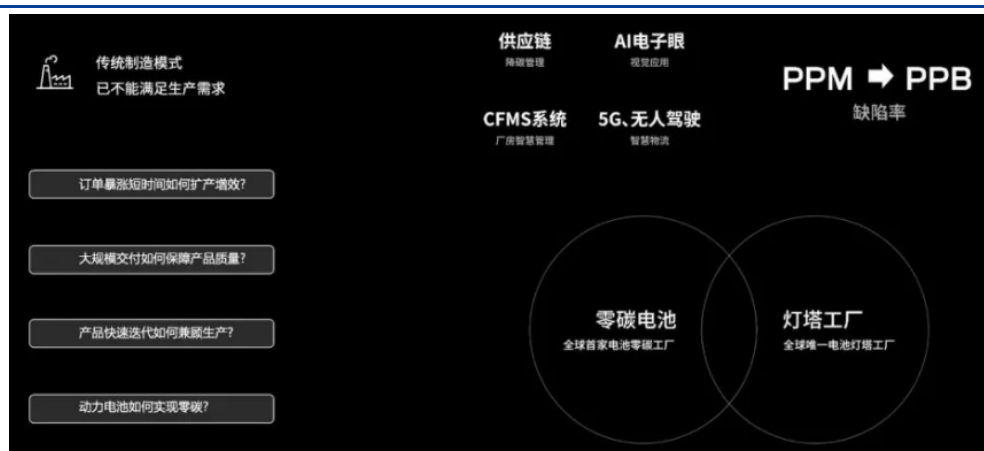 传统制造模式
已不能满足生产需求
订单暴涨短时间如何扩产增效?
大规模交付如何保障产品质量?
产品快速迭代如何兼顾生产?
动力电池如何实现零碳?
供应链
降碳管理
AI电子眼
视觉应用
CFMS系统
厂房智慧管理
5G、无人驾驶
智慧物流
PPM ➡ PPB
缺陷率
零碳电池
全球首家电池零碳工厂
灯塔工厂
全球唯一电池灯塔工厂